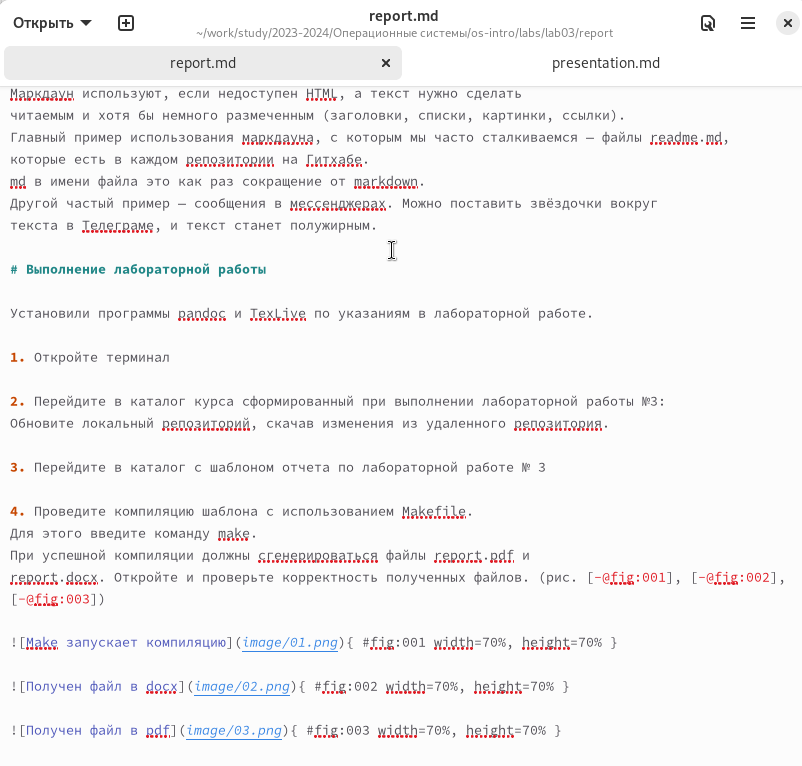 Открыть
report.md
~/work/study/2023-2024/Операционные системы/os-intro/labs/lab03/report
report.md
presentation.md
Маркдаун используют, если недоступен HTML, а текст нужно сделать
читаемым и хотя бы немного размеченным (заголовки, списки, картинки, ссылки).
Главный пример использования маркдауна, с которым мы часто сталкиваемся — файлы readme.md,
которые есть в каждом репозитории на Гитхабе.
md в имени файла это как раз сокращение от markdown.
Другой частый пример — сообщения в мессенджерах. Можно поставить звёздочки вокруг
текста в Телеграме, и текст станет полужирным.
# Выполнение лабораторной работы
Установили программы pandoc и TexLive по указаниям в лабораторной работе.
1. Откройте терминал
2. Перейдите в каталог курса сформированный при выполнении лабораторной работы №3:
Обновите локальный репозиторий, скачав изменения из удаленного репозитория.
3. Перейдите в каталог с шаблоном отчета по лабораторной работе № 3
4. Проведите компиляцию шаблона с использованием Makefile.
Для этого введите команду make.
При успешной компиляции должны сгенерироваться файлы report.pdf и
report.docx. Откройте и проверьте корректность полученных файлов. (рис. [-@fig:001], [-@fig:002],
[-@fig:003])
![Make запускает компиляцию](image/01.png){ #fig:001 width=70%, height=70% }
![Получен файл в docx](image/02.png){ #fig:002 width=70%, height=70% }
![Получен файл в pdf](image/03.png){ #fig:003 width=70%, height=70% }